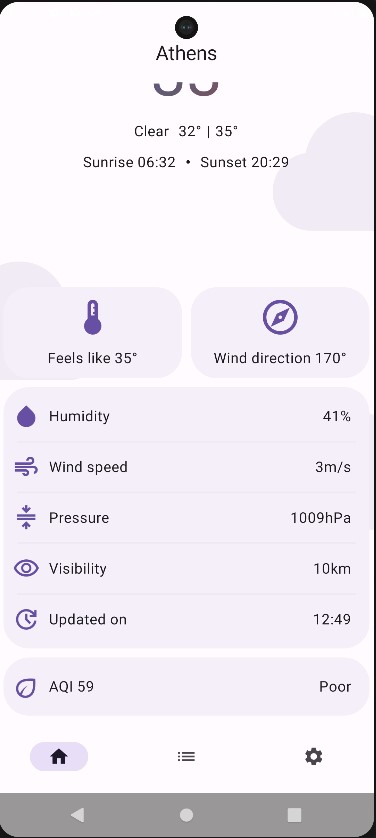 Athens
Clear 32° | 35°
Sunrise 06:32 • Sunset 20:29
Feels like 35°
Wind direction 170°
Humidity 41%
Wind speed 3m/s
Pressure 1009hPa
Visibility 10km
Updated on 12:49
AQI 59 Poor